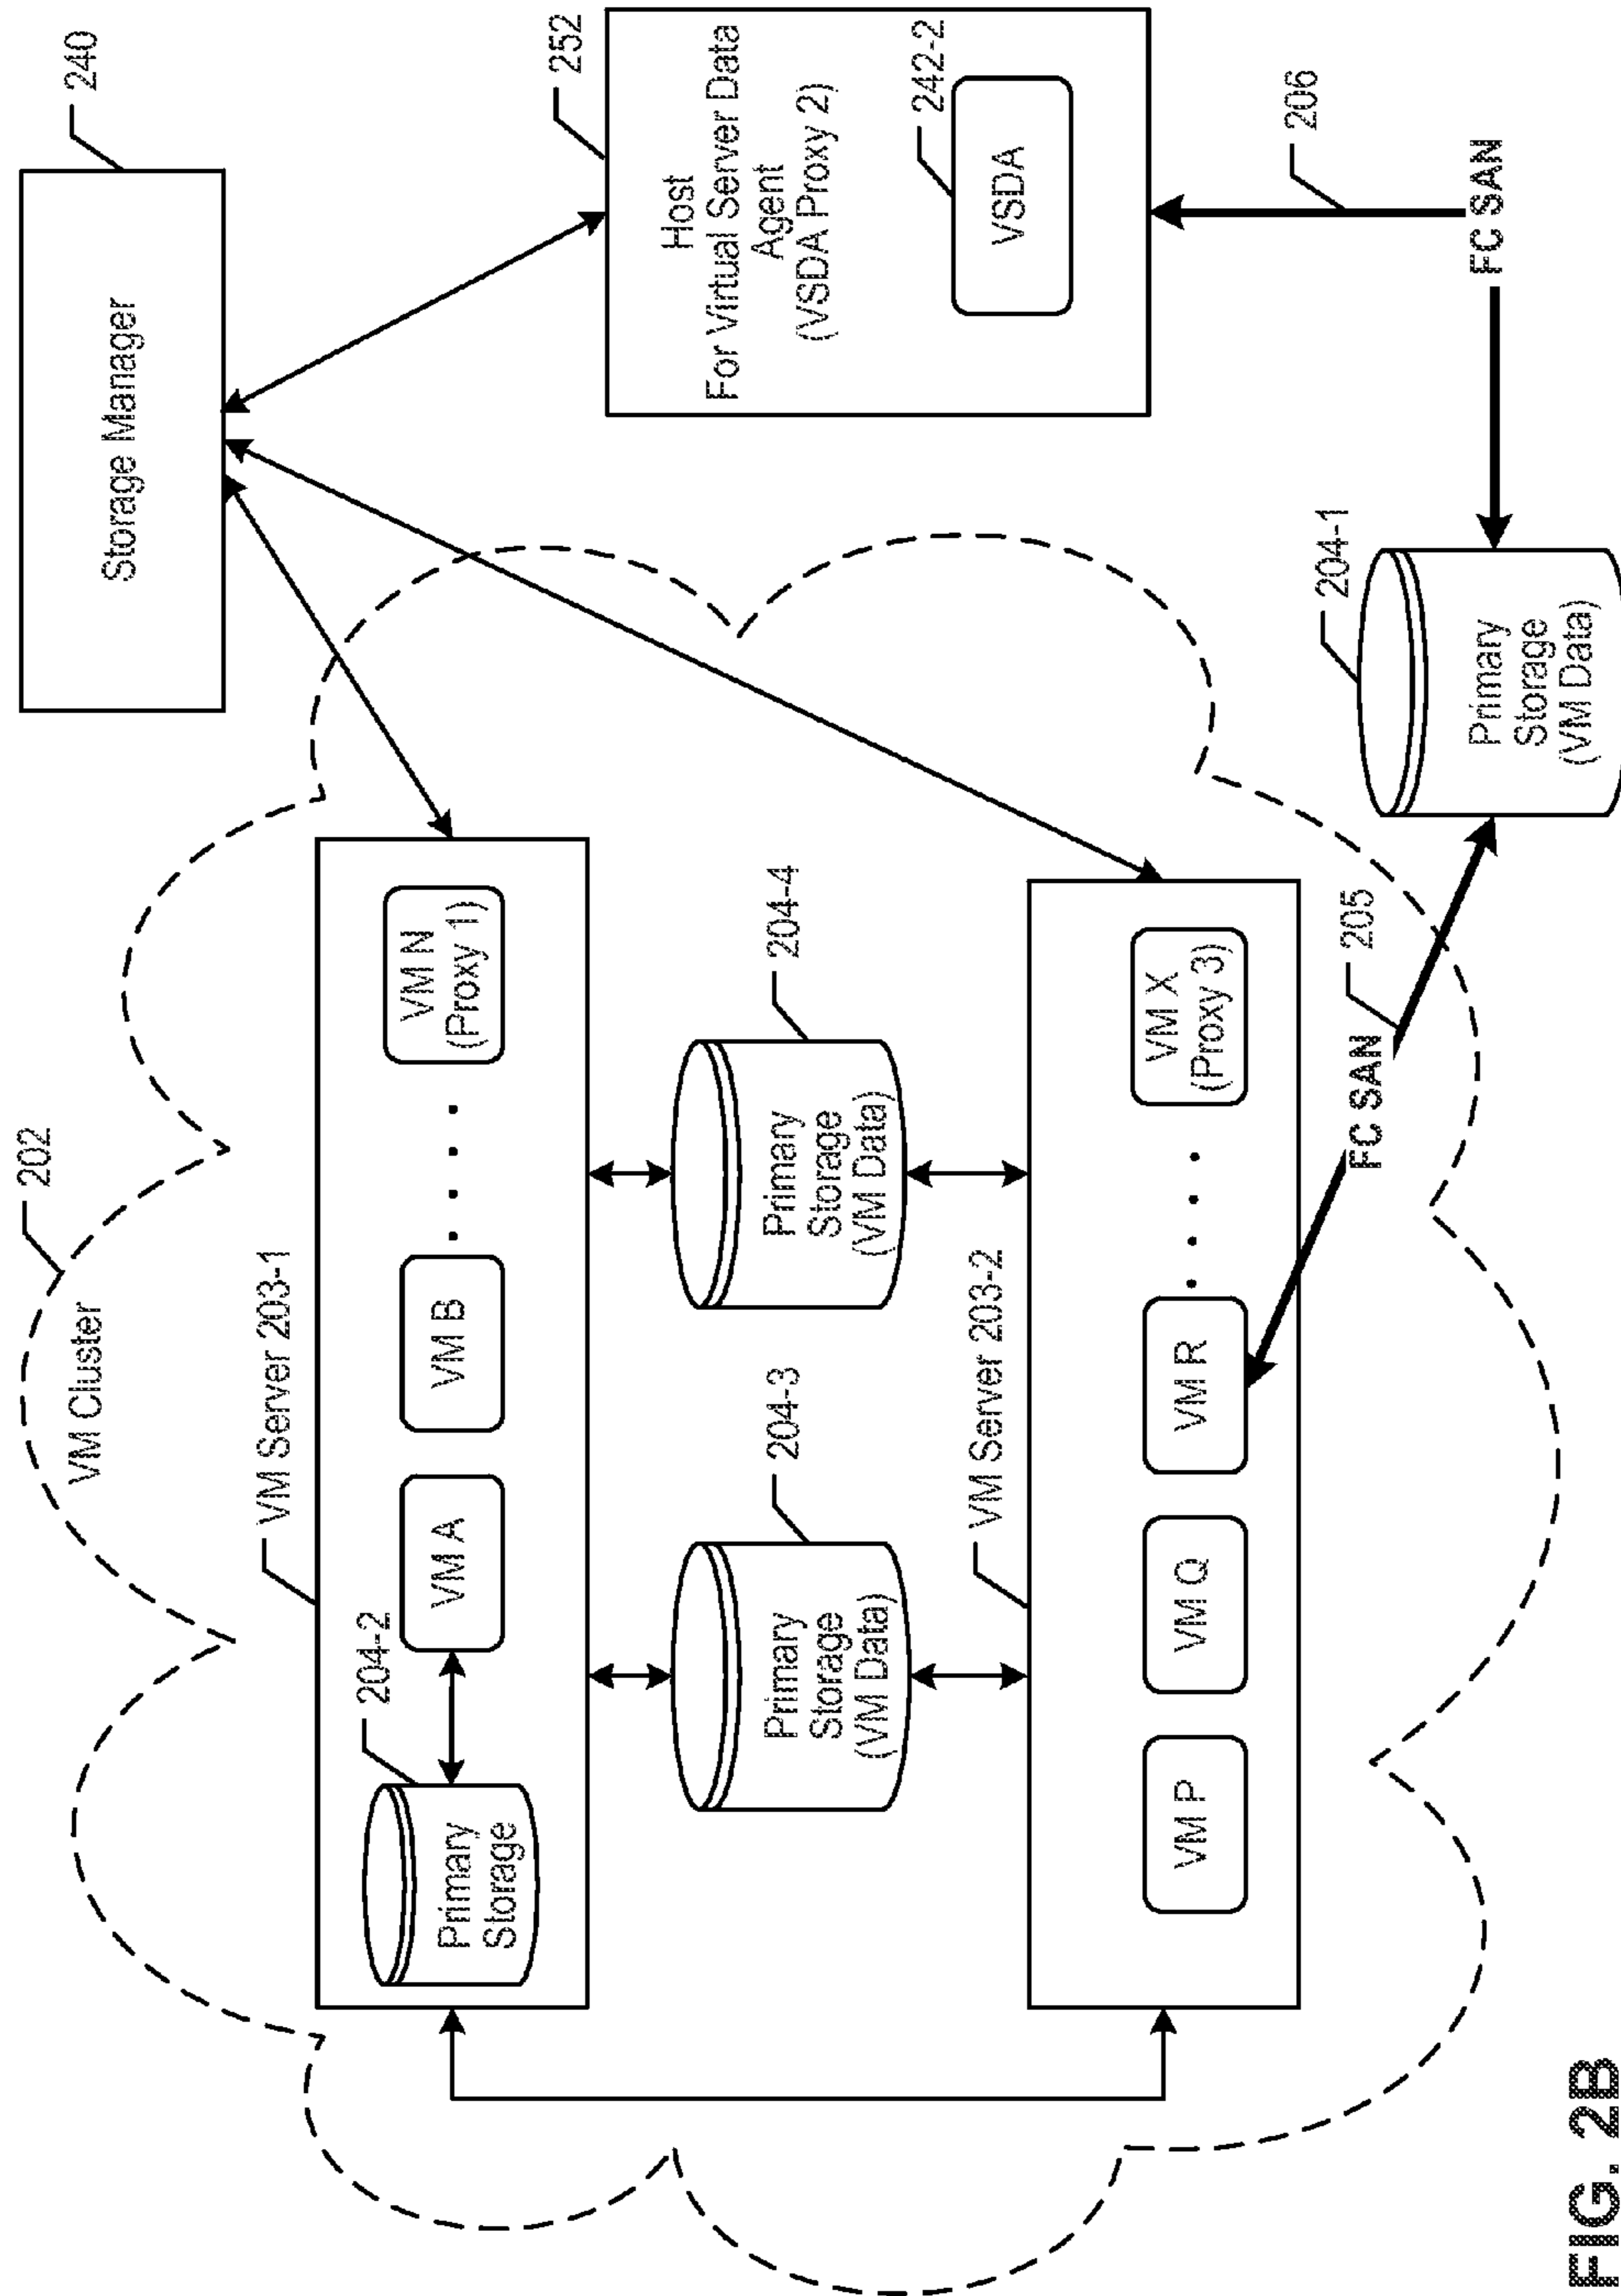 202
VM Cluster
VM Server 203-1
204-2
Primary
Storage
VM A
VM B
. . . .
VM N
(Proxy 1)
204-3
Primary
Storage
(VM Data)
204-4
Primary
Storage
(VM Data)
VM Server 203-2
VM P
VM Q
VM R
. . . .
VM X
(Proxy 3)
FC SAN
205
Storage Manager
240
252
Host
For Virtual Server Data
Agent
(VSDA Proxy 2)
242-2
VSDA
206
FC SAN
204-1
Primary
Storage
(VM Data)
FIG. 2B